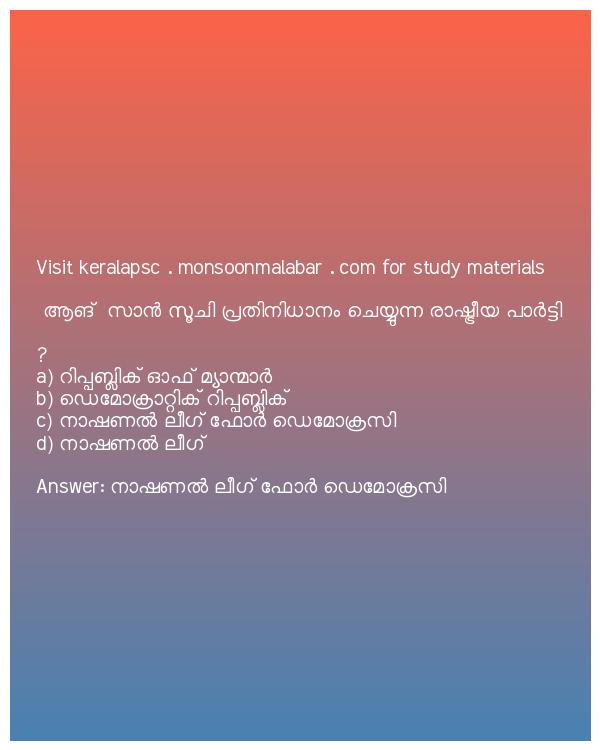 Visit keralapsc . monsoonmalabar . com for study materials
ആങ് സാൻ സൂചി പ്രതിനിധാനം ചെയ്യുന്ന രാഷ്ട്രീയ പാർട്ടി
?
a) റിപ്പബ്ലിക് ഓഫ് മ്യാന്മാർ
b) ഡെമോക്രാറ്റിക് റിപ്പബ്ലിക്
c) നാഷണൽ ലീഗ് ഫോർ ഡെമോക്രസി
d) നാഷണൽ ലീഗ്
Answer: നാഷണൽ ലീഗ് ഫോർ ഡെമോക്രസി